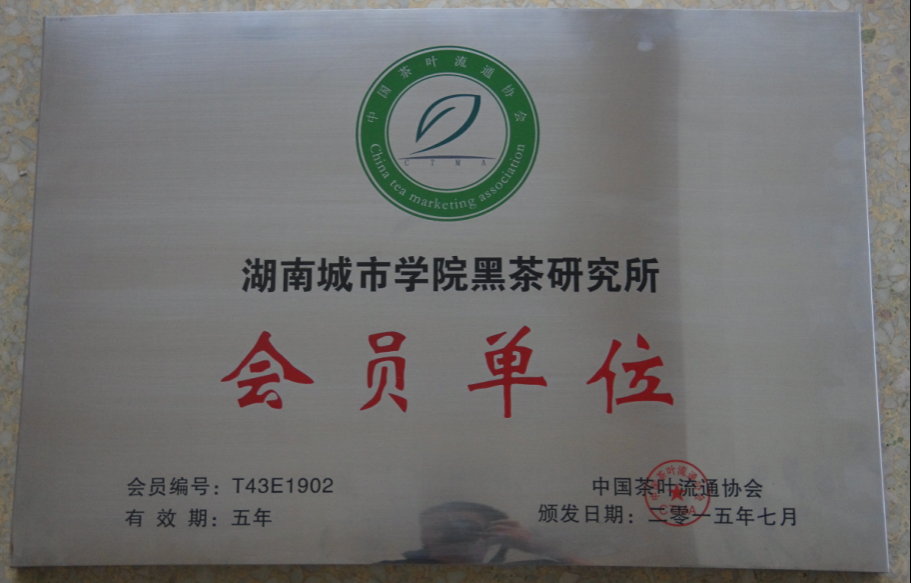 中国茶叶流通协会
CTMA
China tea marketing association
湖南城市学院黑茶研究所
会员单位
会员编号：T43E1902
有效期：五年
中国茶叶流通协会
颁发日期：二零一五年七月